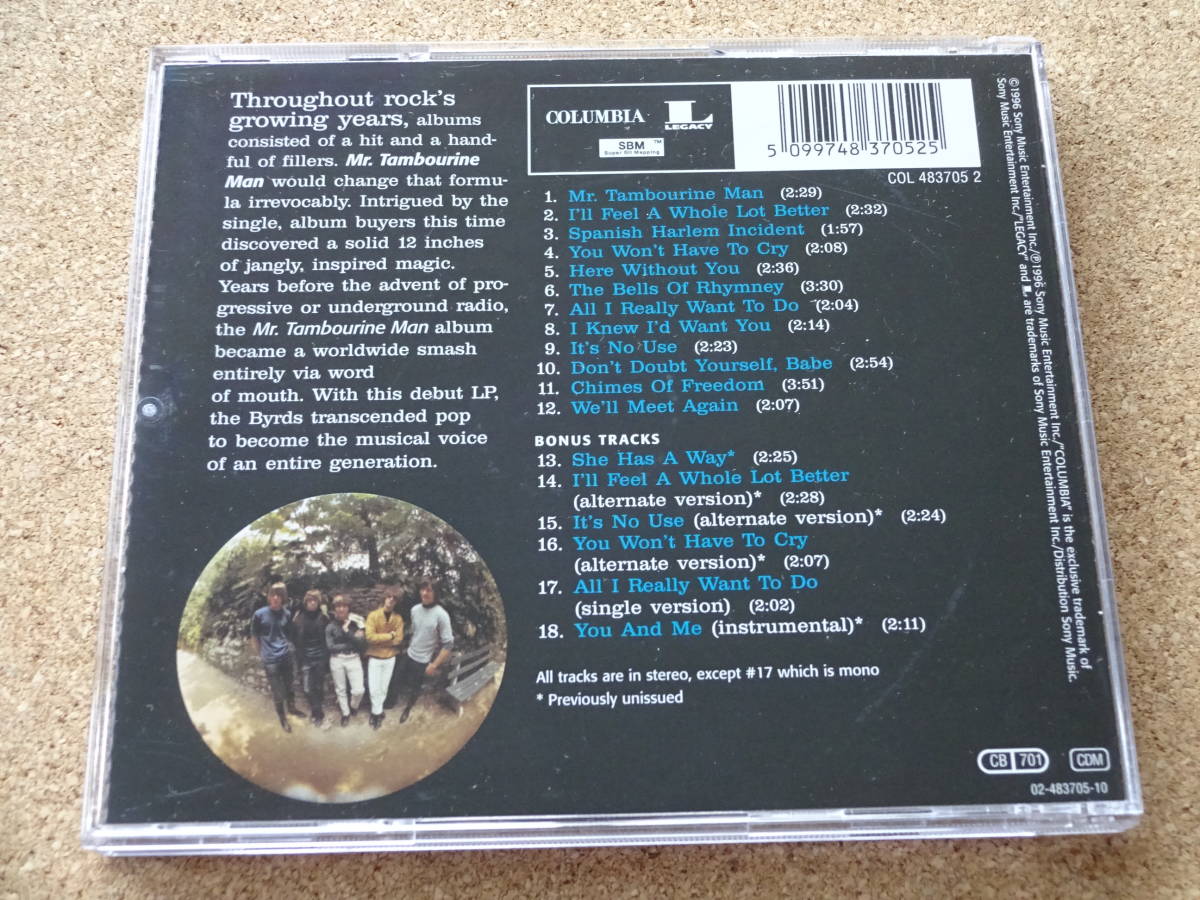 Throughout rock's
growing years, albums
consisted of a hit and a hand-
ful of fillers. Mr. Tambourine
Man would change that formu-
la irrevocably. Intrigued by the
single, album buyers this time
discovered a solid 12 inches
of jangly, inspired magic.
Years before the advent of pro-
gressive or underground radio,
the Mr. Tambourine Man album
became a worldwide smash
entirely via word
of mouth. With this debut LP,
the Byrds transcended pop
to become the musical voice
of an entire generation.
COLUMBIA
L
LEGACY
SBM™
Super Bit Mapping
5 099748 370525
COL 483705 2
1. Mr. Tambourine Man (2:29)
2. I'll Feel A Whole Lot Better (2:32)
3. Spanish Harlem Incident (1:57)
4. You Won't Have To Cry (2:08)
5. Here Without You (2:36)
6. The Bells Of Rhymney (3:30)
7. All I Really Want To Do (2:04)
8. I Knew I'd Want You (2:14)
9. It's No Use (2:23)
10. Don't Doubt Yourself, Babe (2:54)
11. Chimes Of Freedom (3:51)
12. We'll Meet Again (2:07)
BONUS TRACKS
13. She Has A Way* (2:25)
14. I'll Feel A Whole Lot Better
(alternate version)* (2:28)
15. It's No Use (alternate version)* (2:24)
16. You Won't Have To Cry
(alternate version)* (2:07)
17. All I Really Want To Do
(single version) (2:02)
18. You And Me (instrumental)* (2:11)
All tracks are in stereo, except #17 which is mono
* Previously unissued
©1996 Sony Music Entertainment Inc./℗1996 Sony Music Entertainment Inc./"COLUMBIA" is the exclusive trademark of
Sony Music Entertainment Inc./"LEGACY" and L are trademarks of Sony Music Entertainment Inc./Distribution Sony Music.
CB 701
CDM
02-483705-10